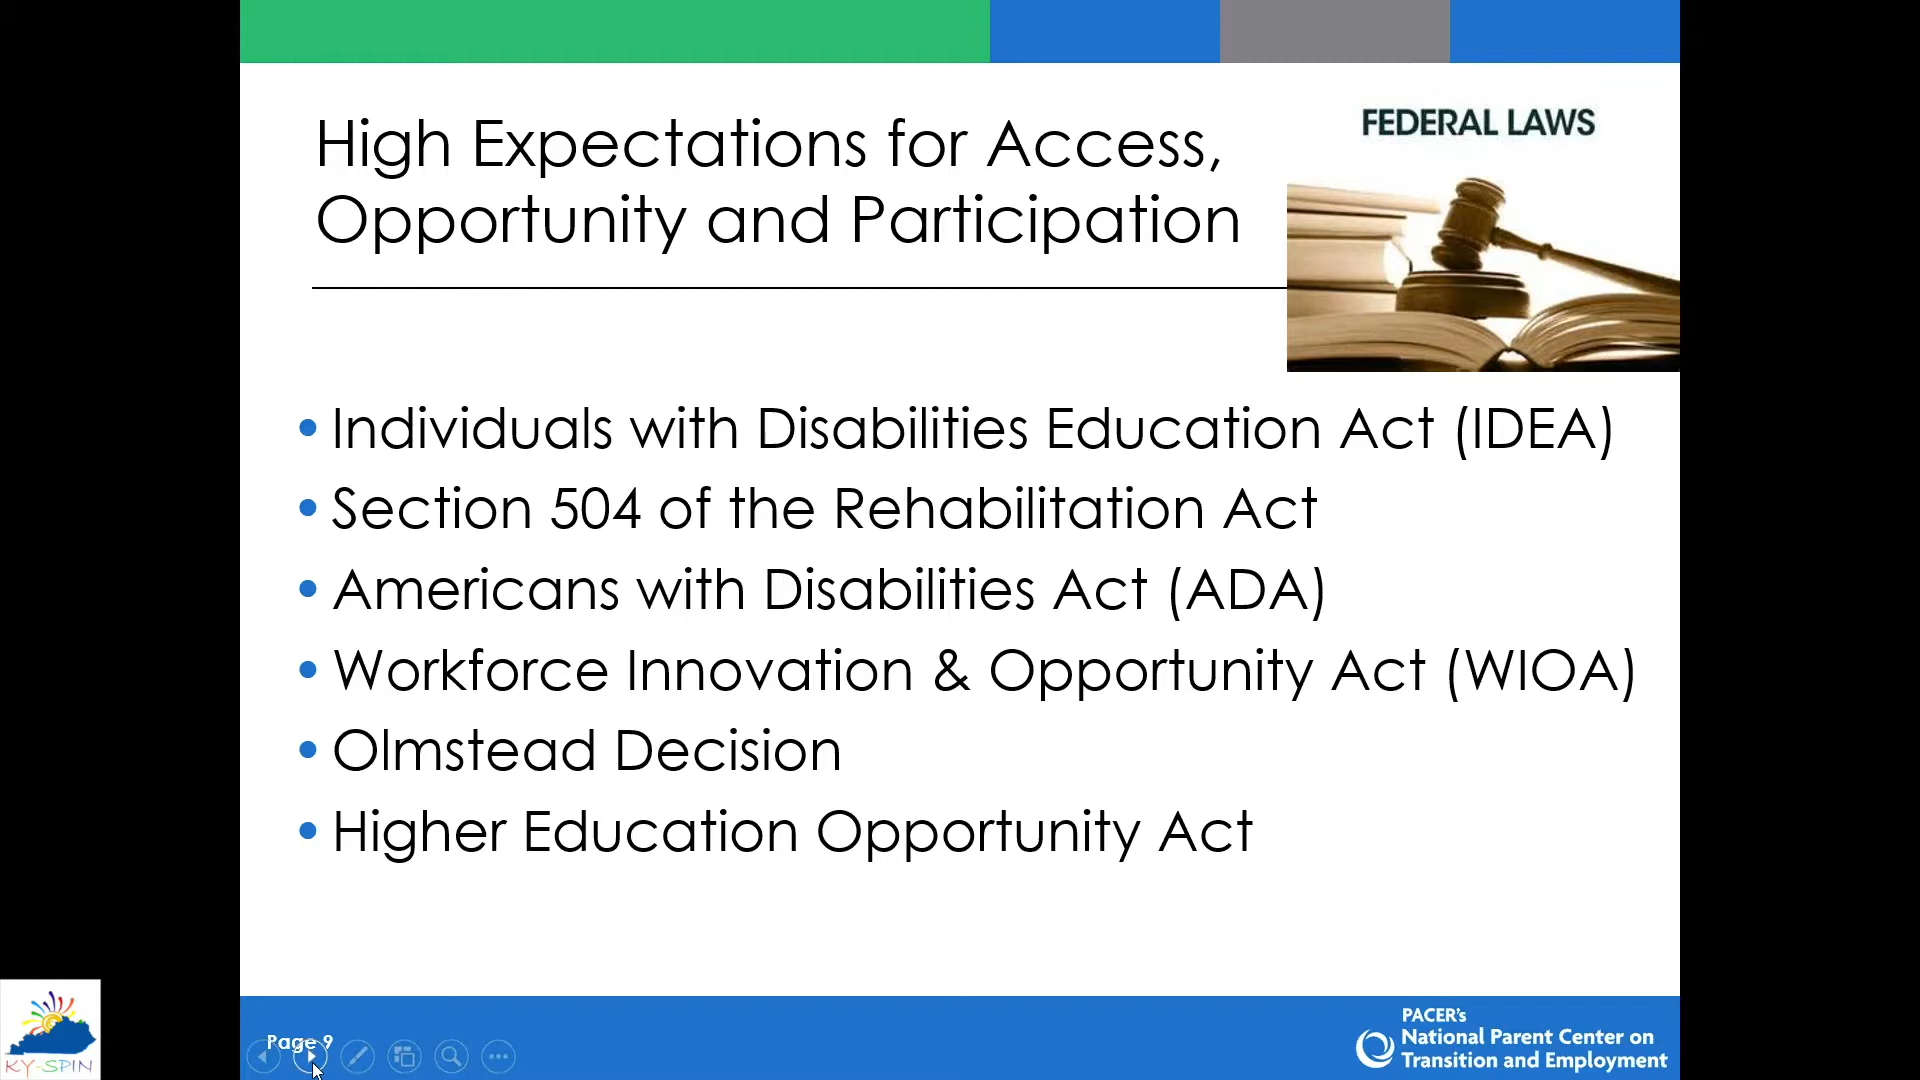 High Expectations for Access,
Opportunity and Participation
FEDERAL LAWS
• Individuals with Disabilities Education Act (IDEA)
• Section 504 of the Rehabilitation Act
• Americans with Disabilities Act (ADA)
• Workforce Innovation & Opportunity Act (WIOA)
• Olmstead Decision
• Higher Education Opportunity Act
KY-SPIN
Page 9
PACER's
National Parent Center on
Transition and Employment